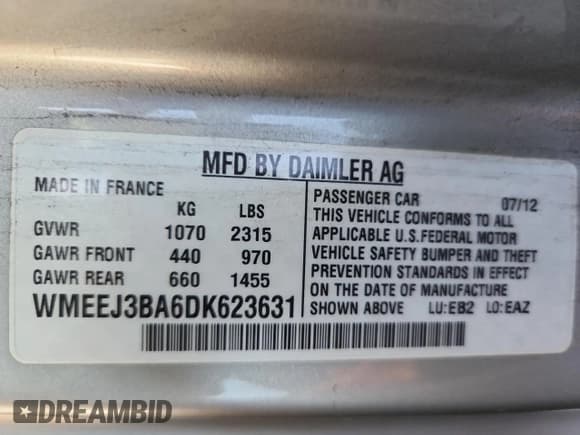 MFD BY DAIMLER AG
MADE IN FRANCE
KG LBS
GVWR 1070 2315
GAWR FRONT 440 970
GAWR REAR 660 1455
WMEEJ3BA6DK623631
PASSENGER CAR 07/12
THIS VEHICLE CONFORMS TO ALL
APPLICABLE U.S.FEDERAL MOTOR
VEHICLE SAFETY BUMPER AND THEFT
PREVENTION STANDARDS IN EFFECT
ON THE DATE OF MANUFACTURE
SHOWN ABOVE LU:EB2 LO:EAZ
DREAMBID